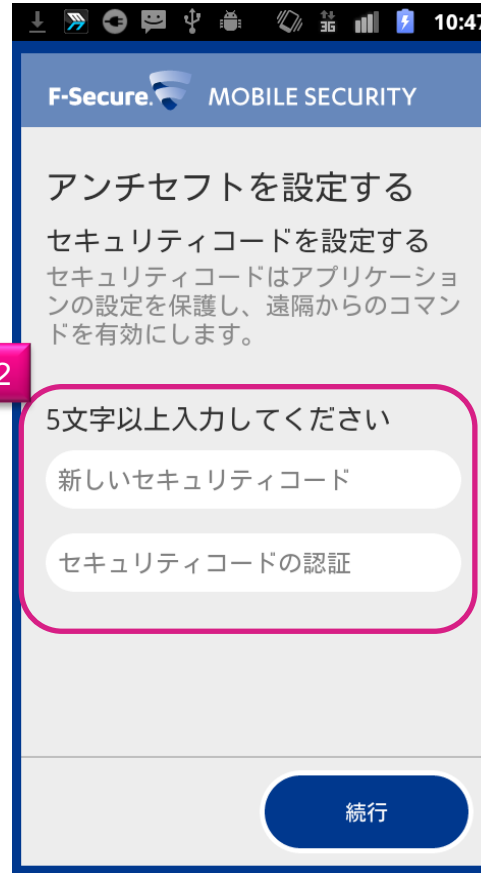 3G 10:47
F-Secure. MOBILE SECURITY
アンチセフトを設定する
セキュリティコードを設定する
セキュリティコードはアプリケーショ
ンの設定を保護し、遠隔からのコマン
ドを有効にします。
2
5文字以上入力してください
新しいセキュリティコード
セキュリティコードの認証
続行